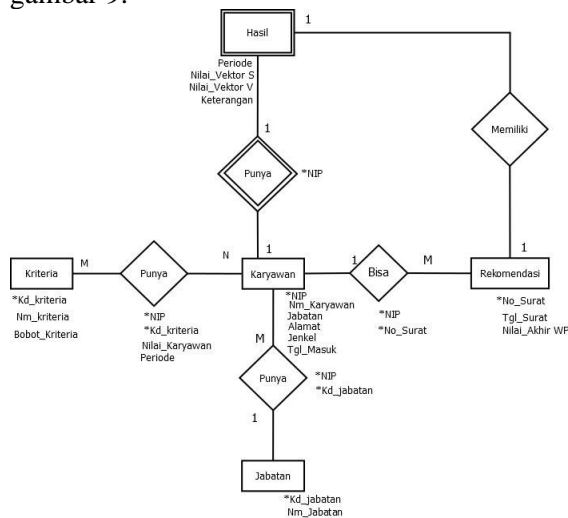 gambar 9.
1
Hasil
Periode
Nilai_Vektor S
Nilai_Vektor V
Keterangan
Memiliki
1
Punya
*NIP
M
N
1
1
M
1
Kriteria
Punya
Karyawan
Bisa
Rekomendasi
*Kd_kriteria
Nm_kriteria
Bobot_Kriteria
*NIP
*Kd_kriteria
Nilai_Karyawan
Periode
*NIP
Nm_Karyawan
Jabatan
Alamat
Jenkel
Tgl_Masuk
*NIP
*No_Surat
*No_Surat
Tgl_Surat
Nilai_Akhir WP
M
Punya
*NIP
*Kd_jabatan
1
Jabatan
*Kd_jabatan
Nm_Jabatan